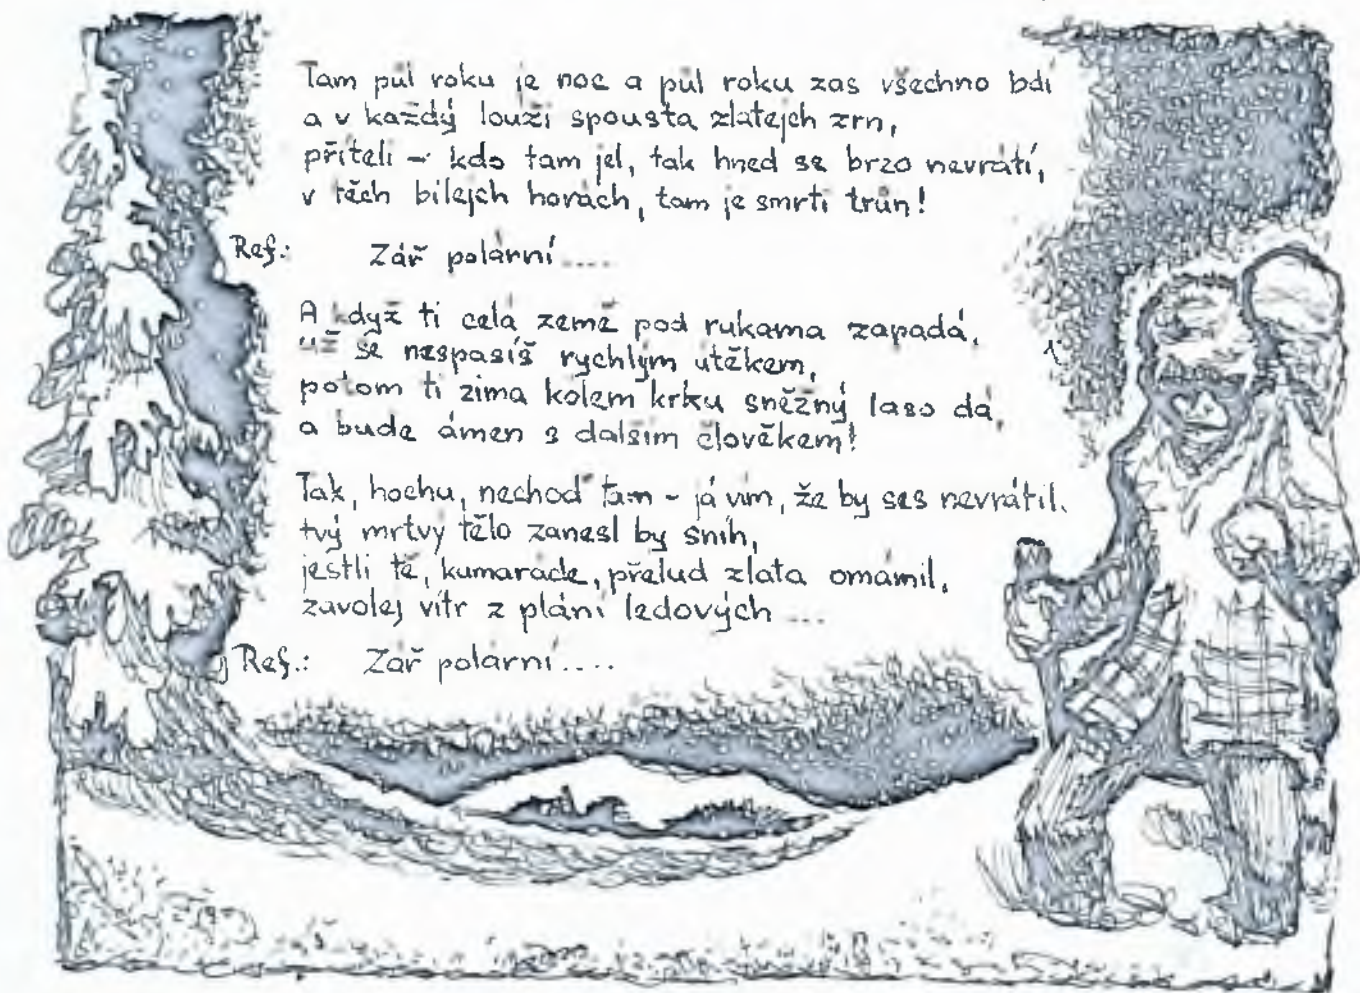 Tam půl roku je noc a půl roku zas všechno bdí
a v každý louži spousta zlatejch zrn,
příteli - kdo tam jel, tak hned se brzo nevrátí,
v těch bílejch horách, tam je smrti trůn!
Ref.: Zář polární....
A když ti celá země pod rukama zapadá,
už se nespasíš rychlým útěkem,
potom ti zima kolem krku sněžný laso dá,
a bude ámen s dalším člověkem!
Tak, hochu, nechoď tam - já vím, že by ses nevrátil.
tvý mrtvý tělo zanesl by sníh,
jestli tě, kumaráde, přelud zlata omámil,
zavolej vítr z plání ledových ...
Ref.: Zář polární....